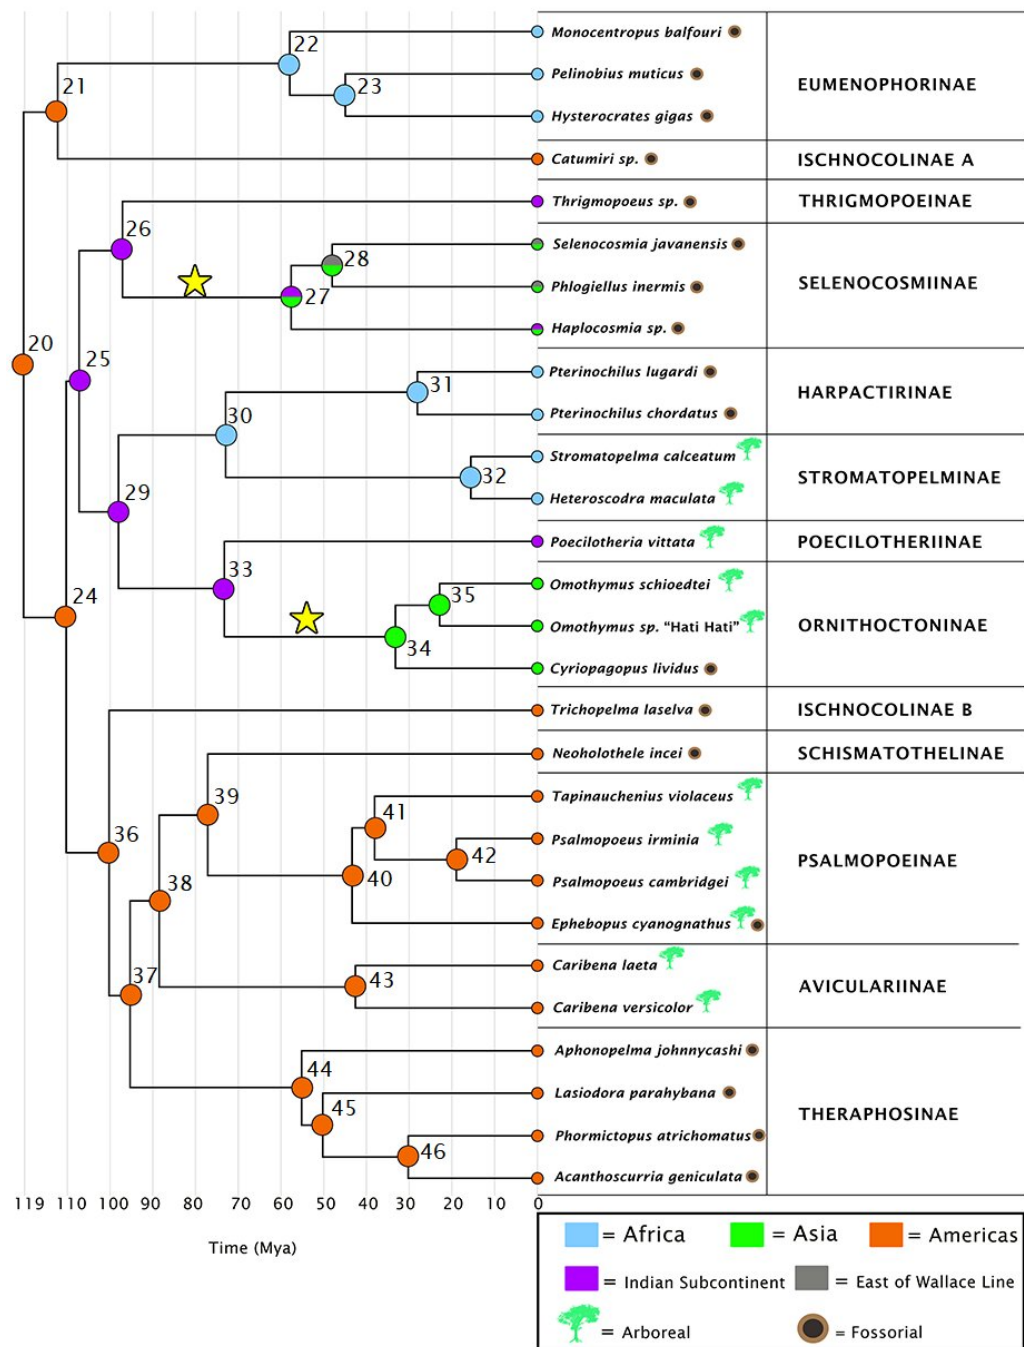 22
Monocentropus balfouri
21
23
Pelinobius muticus
EUMENOPHORINAE
Hysterocrates gigas
Catumiri sp.
ISCHNOCOLINAE A
26
Thrigmopoeus sp.
THRIGMOPOEINAE
28
Selenocosmia javanensis
27
Phlogiellus inermis
SELENOCOSMIINAE
Haplocosmia sp.
20
25
31
Pterinochilus lugardi
HARPACTIRINAE
30
Pterinochilus chordatus
32
Stromatopelma calceatum
STROMATOPELMINAE
29
Heteroscodra maculata
33
Poecilotheria vittata
POECILOTHERIINAE
24
35
Omothymus schioedtei
34
Omothymus sp. “Hati Hati”
ORNITHOCTONINAE
Cyriopagopus lividus
Trichopelma laselva
ISCHNOCOLINAE B
39
Neoholothele incei
SCHISMATOTHELINAE
36
41
Tapinauchenius violaceus
42
Psalmopoeus irminia
PSALMOPOEINAE
38
40
Psalmopoeus cambridgei
Ephebopus cyanognathus
37
43
Caribena laeta
AVICULARIINAE
Caribena versicolor
44
Aphonopelma johnnycashi
45
Lasiodora parahybana
THERAPHOSINAE
46
Phormictopus atrichomatus
Acanthoscurria geniculata
119 110 100 90 80 70 60 50 40 30 20 10 0
Time (Mya)
= Africa = Asia = Americas
= Indian Subcontinent = East of Wallace Line
= Arboreal = Fossorial